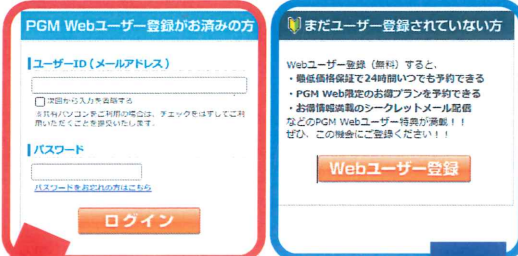 PGM Webユーザー登録がお済みの方
ユーザーID(メールアドレス)
次回から入力を省略する
※共有パソコンをご利用の場合は、チェックをはずしてご利
用いただくことを推奨いたします。
パスワード
パスワードをお忘れの方はこちら
ログイン
まだユーザー登録されていない方
Webユーザー登録(無料)すると、
・最低価格保証で24時間いつでも予約できる
・PGM Web限定のお得プランを予約できる
・お得情報満載のシークレットメール配信
などのPGM Webユーザー特典が満載!!
ぜひ、この機会にご登録ください!!
Webユーザー登録